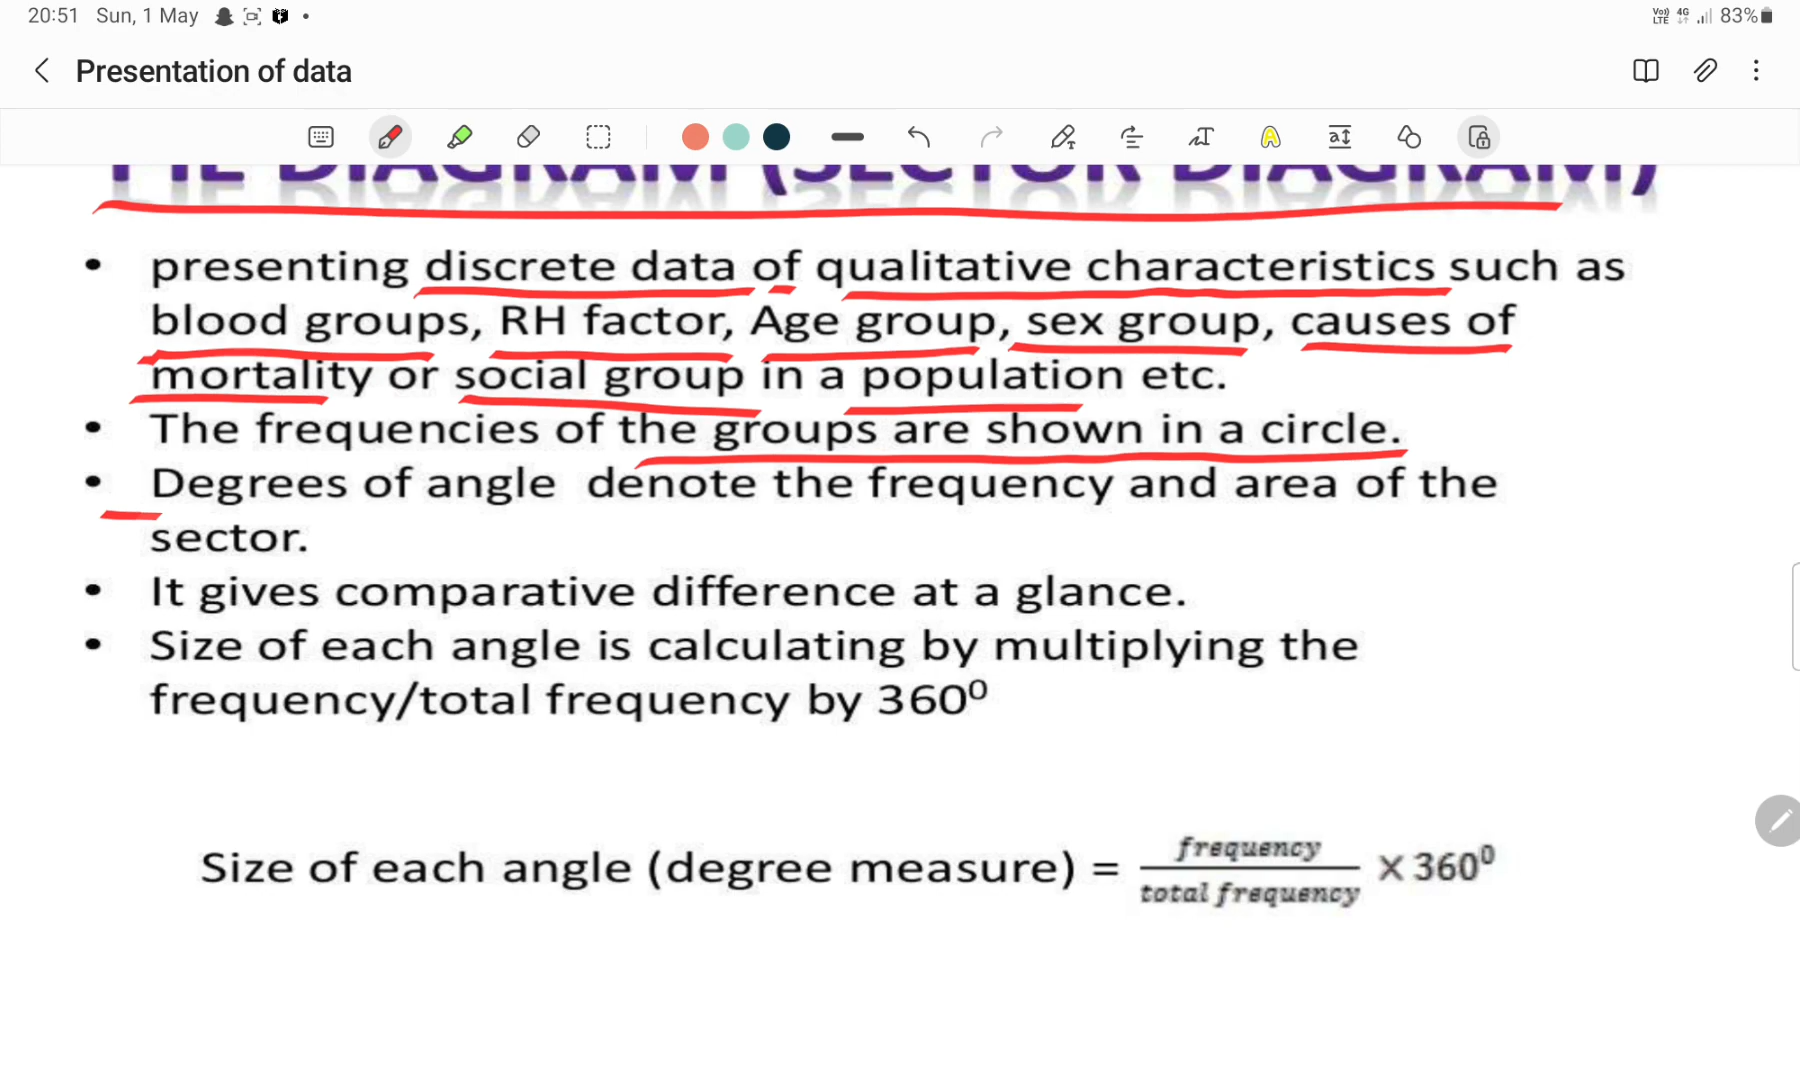 20:51 Sun, 1 May 83%
Presentation of data
PIE DIAGRAM (SECTOR DIAGRAM)
• presenting discrete data of qualitative characteristics such as
blood groups, RH factor, Age group, sex group, causes of
mortality or social group in a population etc.
• The frequencies of the groups are shown in a circle.
• Degrees of angle denote the frequency and area of the
sector.
• It gives comparative difference at a glance.
• Size of each angle is calculating by multiplying the
frequency/total frequency by 360⁰
Size of each angle (degree measure) = frequency / total frequency X 360⁰